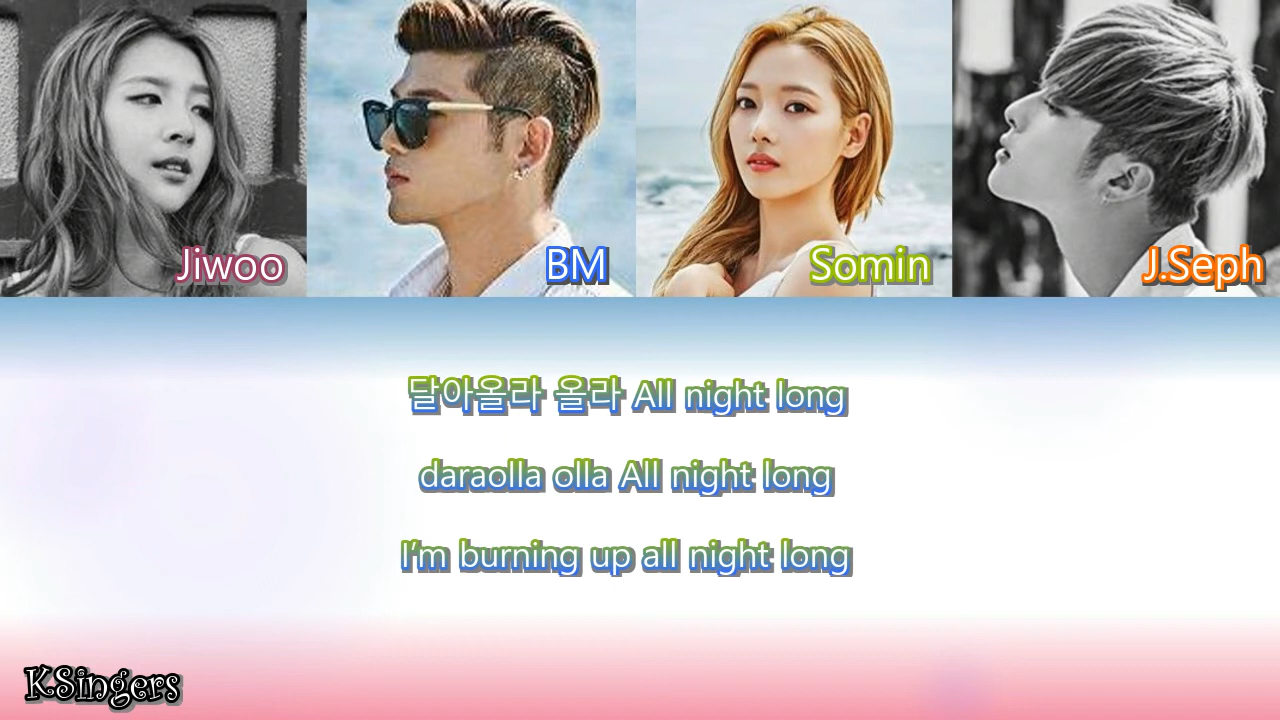 Jiwoo
BM
Somin
J.Seph
달아올라 올라 All night long
daraolla olla All night long
I'm burning up all night long
KSingers